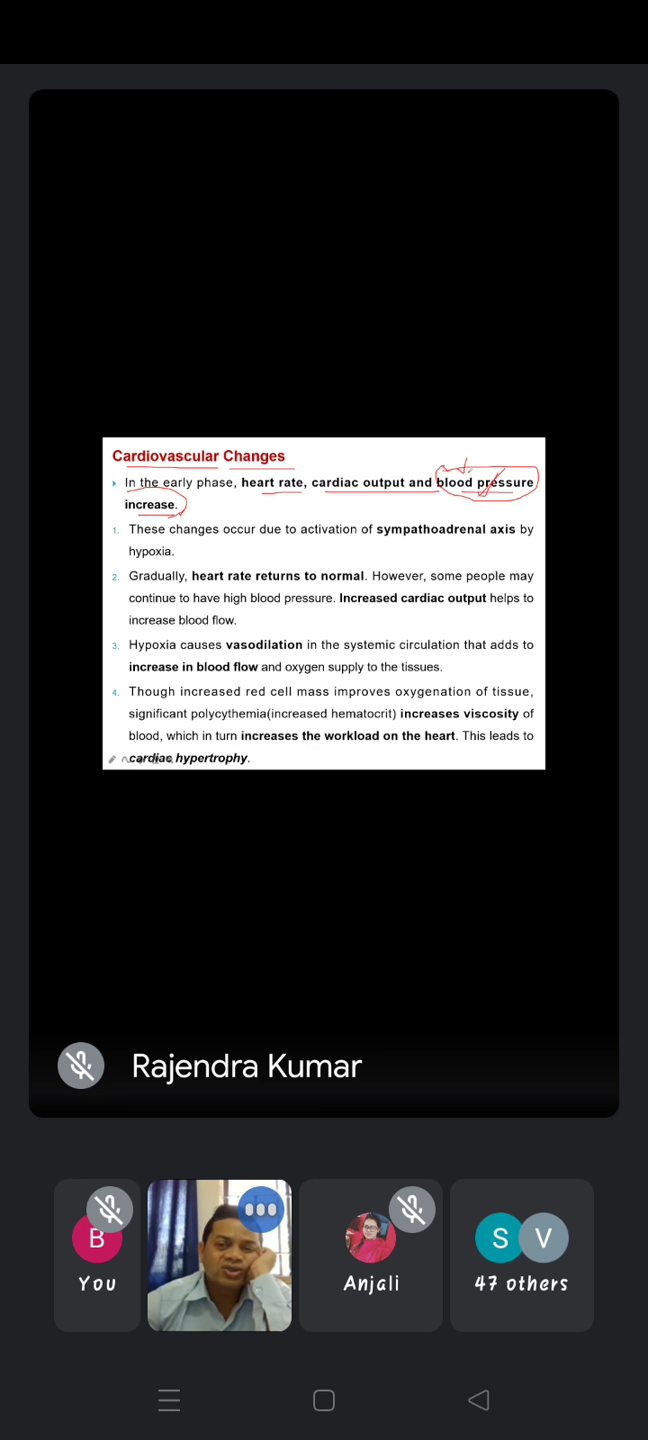 Cardiovascular Changes
In the early phase, heart rate, cardiac output and blood pressure
increase.
1. These changes occur due to activation of sympathoadrenal axis by
hypoxia.
2. Gradually, heart rate returns to normal. However, some people may
continue to have high blood pressure. Increased cardiac output helps to
increase blood flow.
3. Hypoxia causes vasodilation in the systemic circulation that adds to
increase in blood flow and oxygen supply to the tissues.
4. Though increased red cell mass improves oxygenation of tissue,
significant polycythemia(increased hematocrit) increases viscosity of
blood, which in turn increases the workload on the heart. This leads to
cardiac hypertrophy.
Rajendra Kumar
B S V
You Anjali 47 others